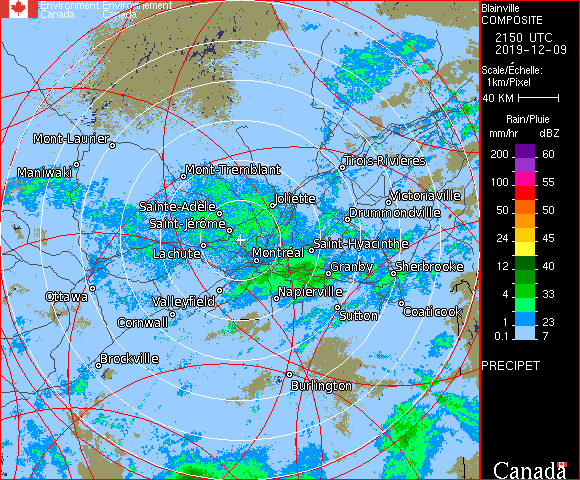 Environment Environnement
Canada Canada
Blainville
COMPOSITE
2150 UTC
2019-12-09
Scale/Échelle:
1km/Pixel
40 KM
Rain/Pluie
mm/hr dBZ
200 60
100 55
50 50
24 45
12 40
8 35
4 33
1 23
0.1 7
PRECIPET
Canada
Mont-Laurier
Maniwaki
Mont-Tremblant
Trois-Rivières
Sainte-Adèle
Joliette
Victoriaville
Drummondville
Saint-Jérôme
Lachute
Montréal
Saint-Hyacinthe
Granby
Sherbrooke
Ottawa
Valleyfield
Napierville
Cornwall
Sutton
Coaticook
Brockville
Burlington